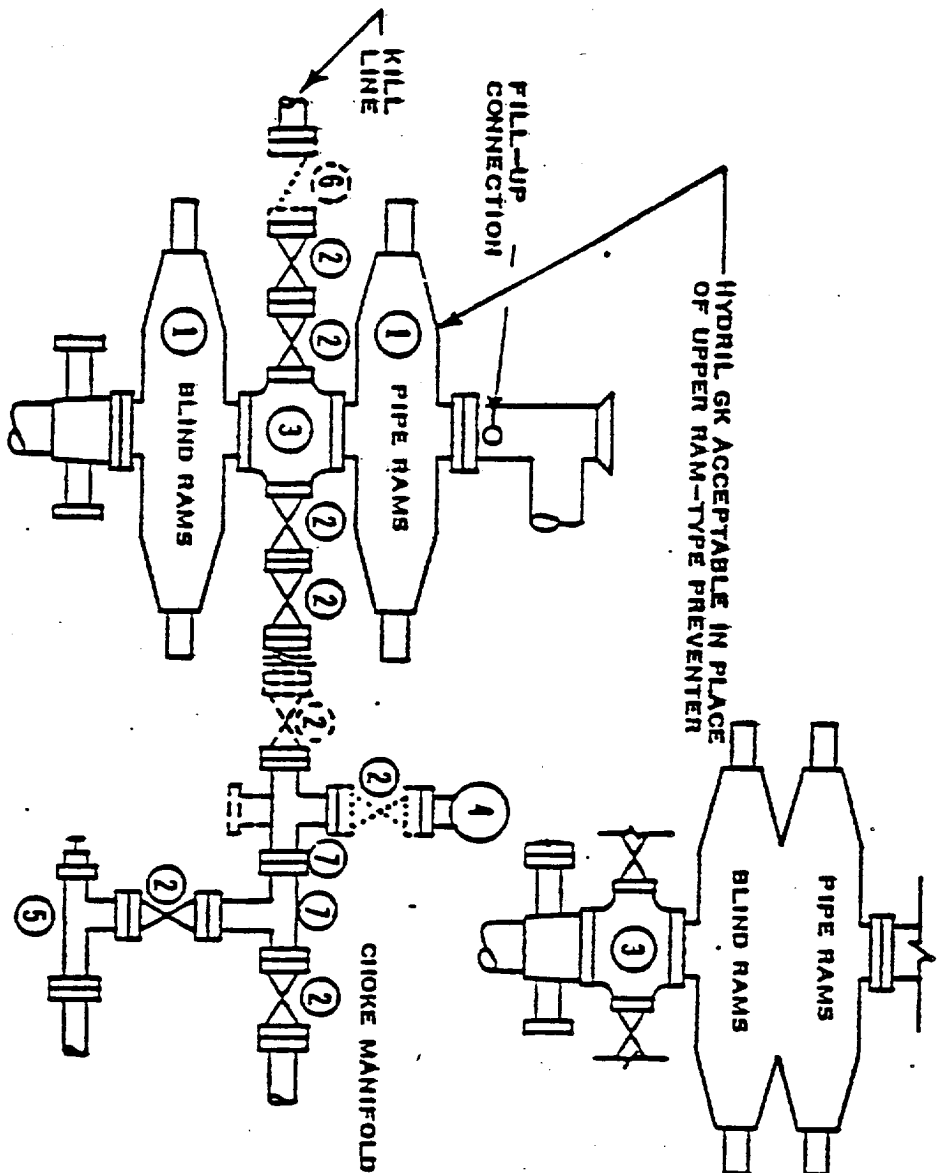 PIPE RAMS
BLIND RAMS
3
HYDRIL GK ACCEPTABLE IN PLACE
OF UPPER RAM-TYPE PREVENTER
FILL-UP
CONNECTION
KILL
LINE
1 PIPE RAMS
6
2
2
3
2
2
2
2
4
7
7
2
CHOKE MANIFOLD
1 BLIND RAMS
2
5